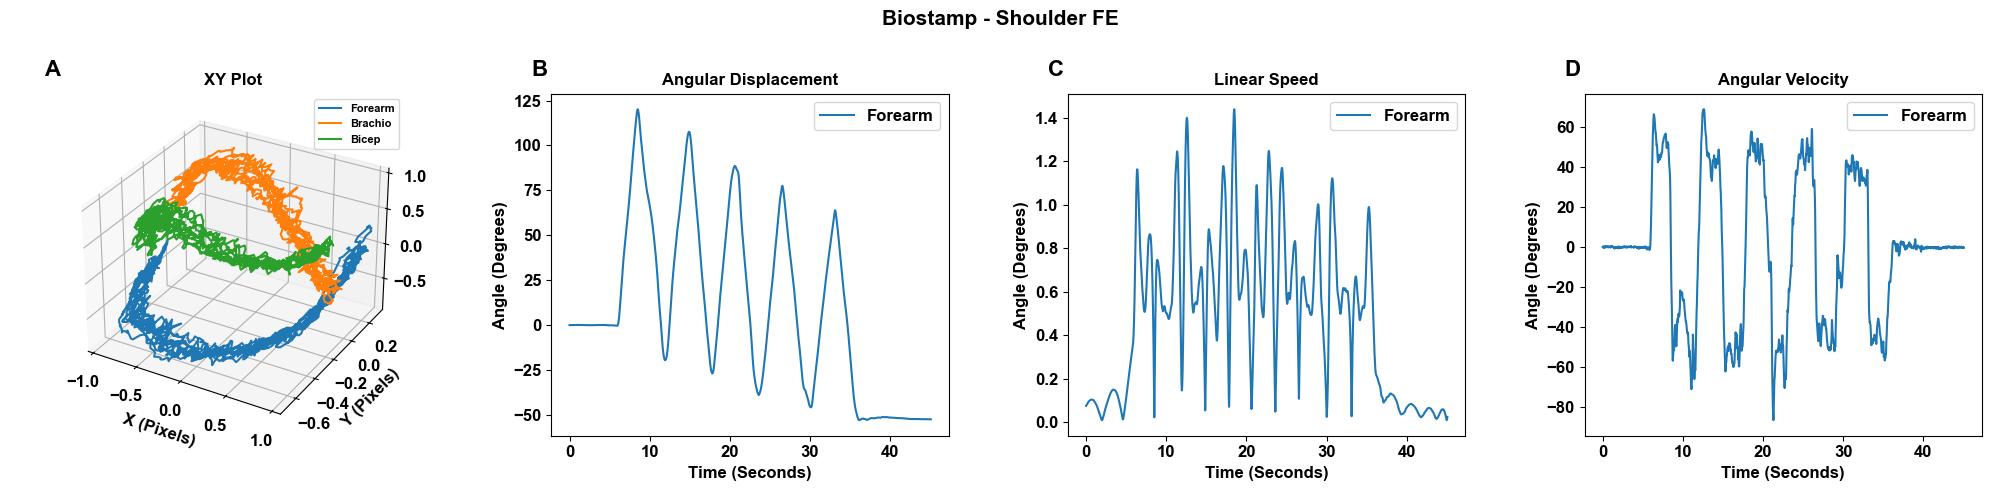 Biostamp - Shoulder FE
A
XY Plot
Forearm
Brachio
Bicep
1.0
0.5
0.0
−0.5
−1.0
−0.5
0.0
0.5
1.0
X (Pixels)
0.2
0.0
−0.2
−0.4
−0.6
Y (Pixels)
B
Angular Displacement
Forearm
125
100
75
50
25
0
−25
−50
Angle (Degrees)
0 10 20 30 40
Time (Seconds)
C
Linear Speed
Forearm
1.4
1.2
1.0
0.8
0.6
0.4
0.2
0.0
Angle (Degrees)
0 10 20 30 40
Time (Seconds)
D
Angular Velocity
Forearm
60
40
20
0
−20
−40
−60
−80
Angle (Degrees)
0 20 40
Time (Seconds)